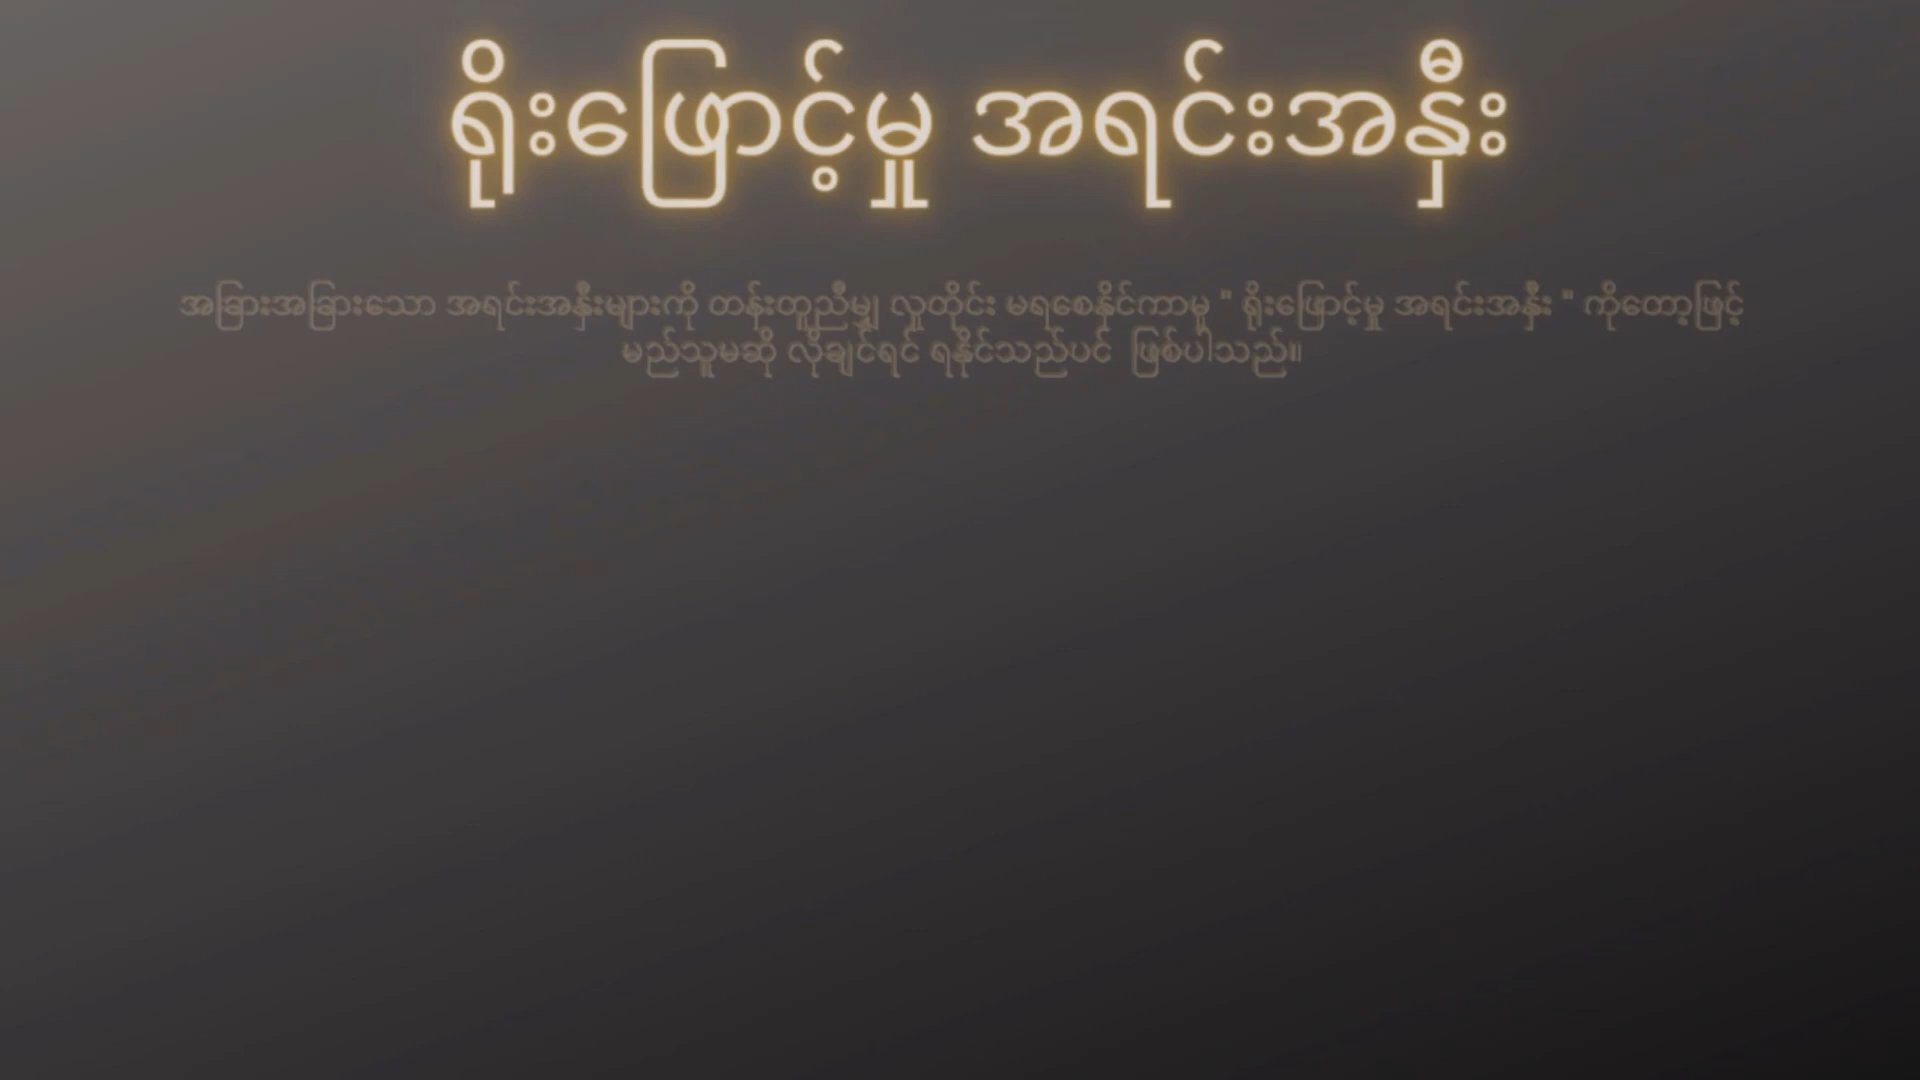 ရိုးဖြောင့်မှု အရင်းအနှီး
အခြားအခြားသော အရင်းအနှီးများကို တန်းတူညီမျှ လူတိုင်း မရစေနိုင်ကာမူ " ရိုးဖြောင့်မှု အရင်းအနှီး " ကိုတော့ဖြင့်
မည်သူမဆို လိုချင်ရင် ရနိုင်သည်ပင် ဖြစ်ပါသည်။